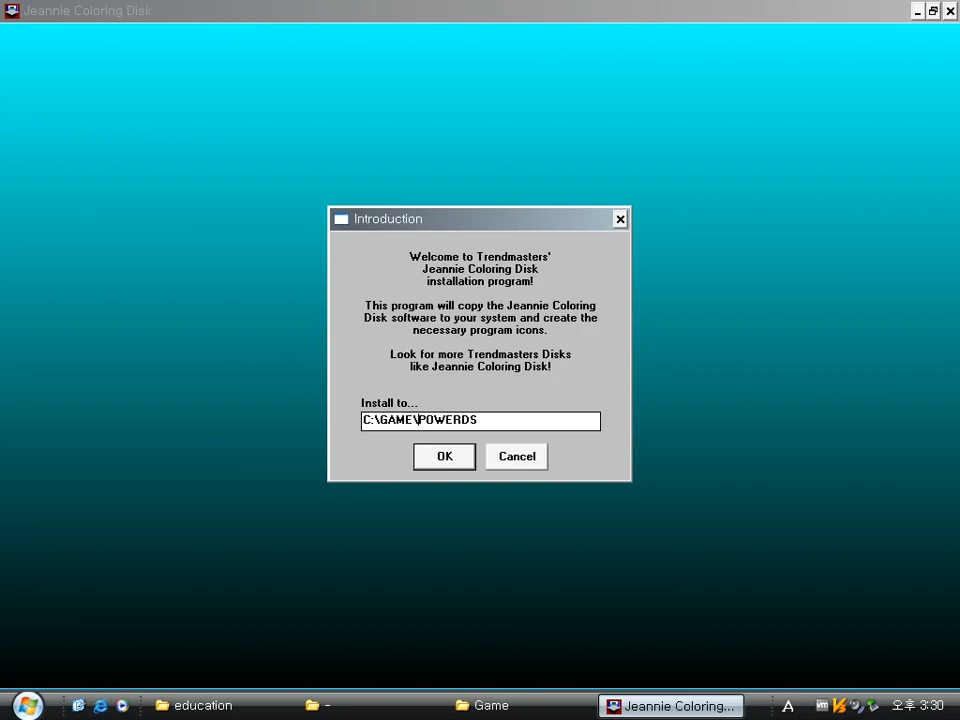 Jeannie Coloring Disk
Introduction
Welcome to Trendmasters'
Jeannie Coloring Disk
installation program!
This program will copy the Jeannie Coloring
Disk software to your system and create the
necessary program icons.
Look for more Trendmasters Disks
like Jeannie Coloring Disk!
Install to...
C:\GAME\POWERDS
OK
Cancel
education
-
Game
Jeannie Coloring...
A
오후 3:30